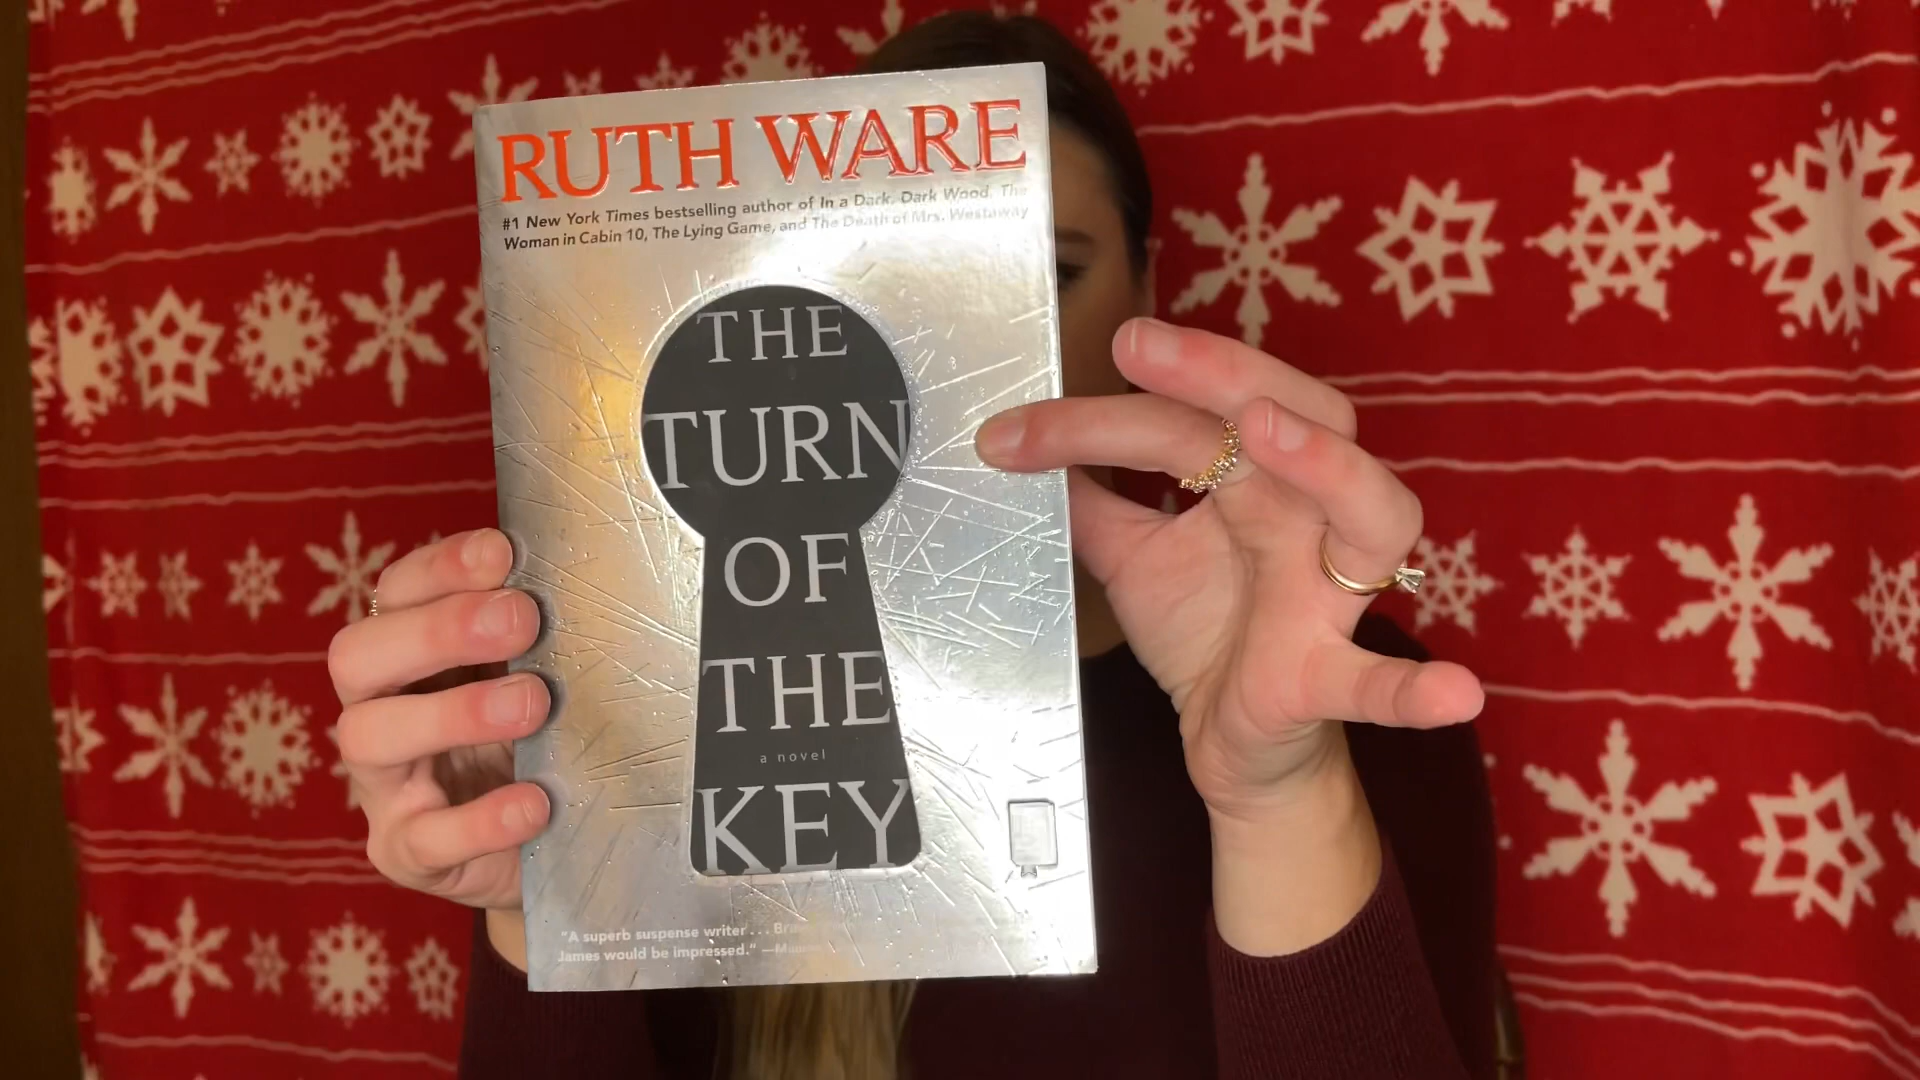 RUTH WARE
#1 New York Times bestselling author of In a Dark, Dark Wood, The
Woman in Cabin 10, The Lying Game, and The Death of Mrs. Westaway
THE
TURN
OF
THE
a novel
KEY
"A superb suspense writer . . .
James would be impressed." —